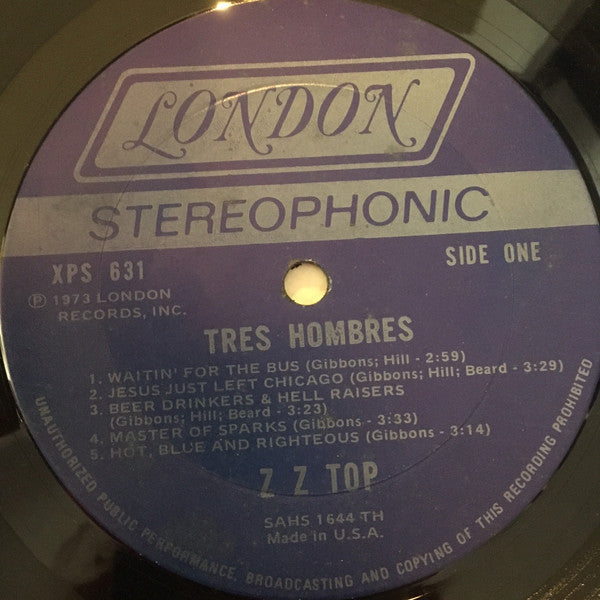 LONDON
STEREOPHONIC
XPS 631
SIDE ONE
℗ 1973 LONDON
RECORDS, INC.
TRES HOMBRES
1. WAITIN' FOR THE BUS (Gibbons; Hill - 2:59)
2. JESUS JUST LEFT CHICAGO (Gibbons; Hill; Beard - 3:29)
3. BEER DRINKERS & HELL RAISERS
(Gibbons; Hill; Beard - 3:23)
4. MASTER OF SPARKS (Gibbons - 3:33)
5. HOT, BLUE AND RIGHTEOUS (Gibbons - 3:14)
Z Z TOP
SAHS 1644 TH
Made in U.S.A.
UNAUTHORIZED PUBLIC PERFORMANCE, BROADCASTING AND COPYING OF THIS RECORDING PROHIBITED